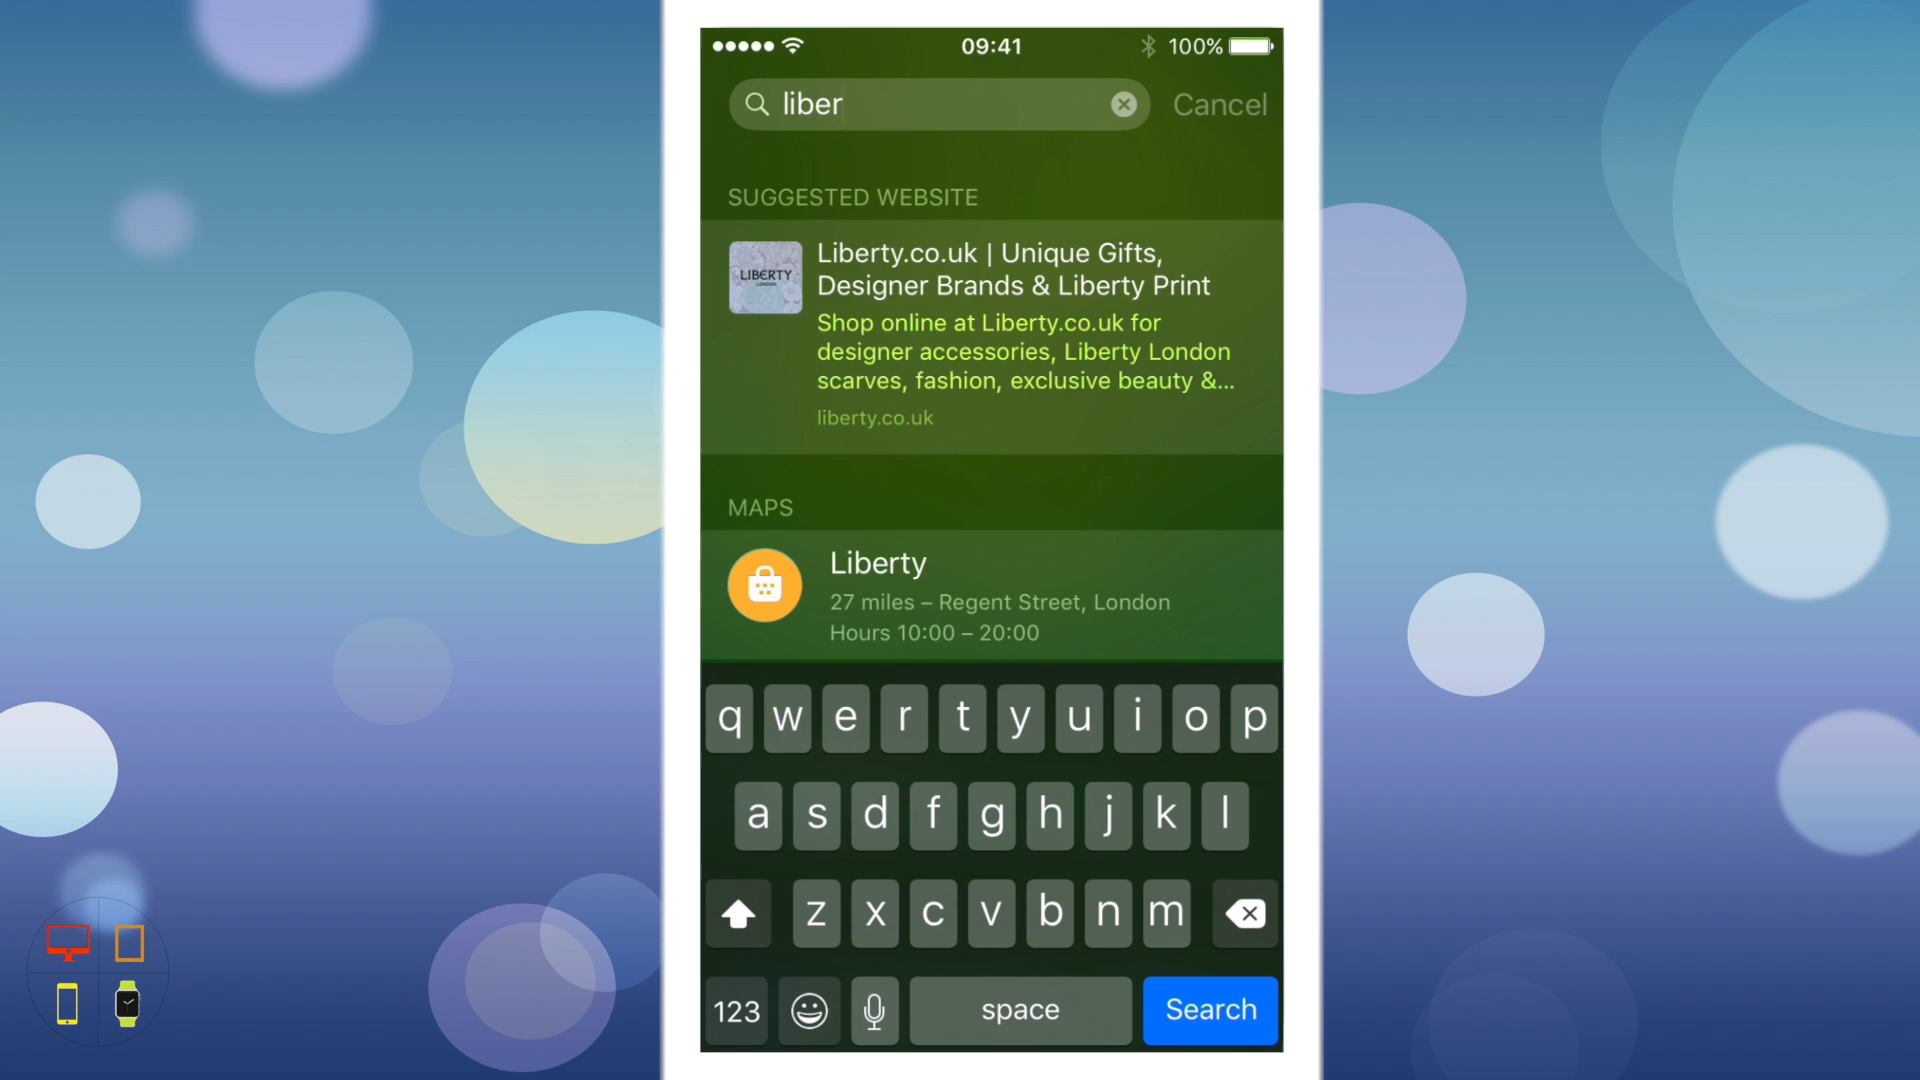 09:41
100%
liber
Cancel
SUGGESTED WEBSITE
LIBERTY
LONDON
Liberty.co.uk | Unique Gifts,
Designer Brands & Liberty Print
Shop online at Liberty.co.uk for
designer accessories, Liberty London
scarves, fashion, exclusive beauty &...
liberty.co.uk
MAPS
Liberty
27 miles – Regent Street, London
Hours 10:00 – 20:00
q w e r t y u i o p
a s d f g h j k l
z x c v b n m
123 space Search